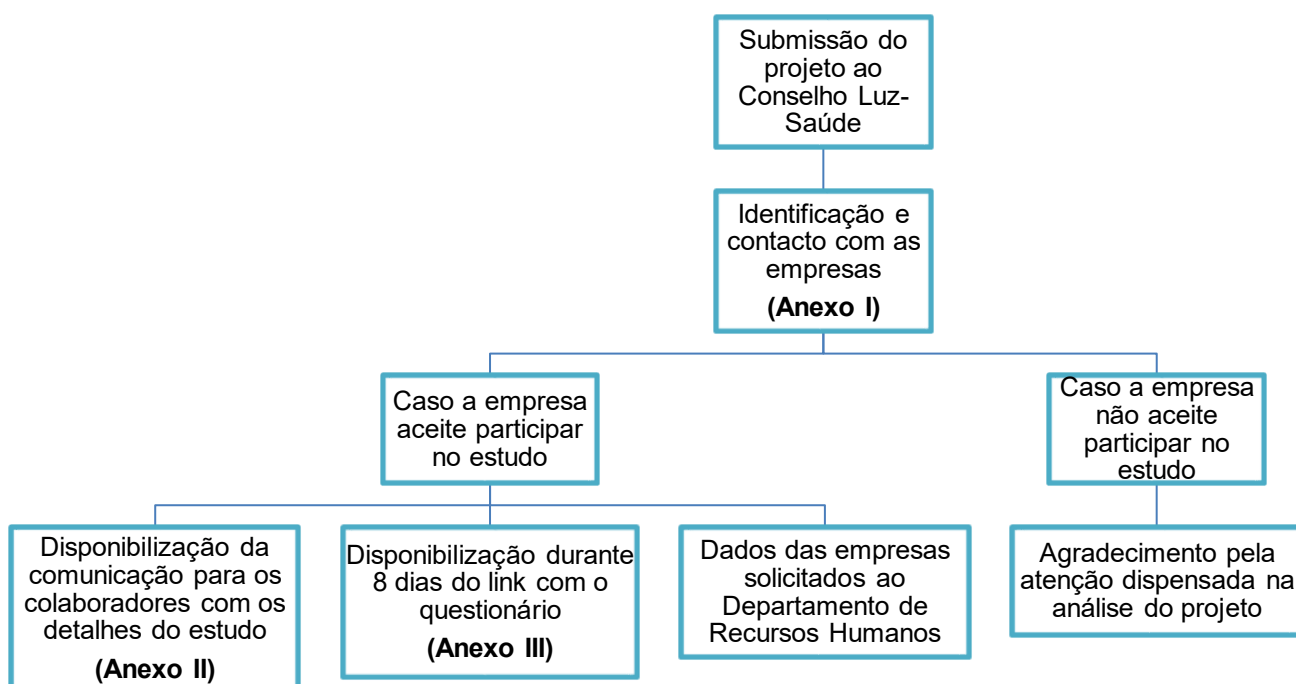 Submissão do
projeto ao
Conselho Luz-
Saúde
Identificação e
contacto com as
empresas
(Anexo I)
Caso a empresa
aceite participar
no estudo
Caso a empresa
não aceite
participar no
estudo
Disponibilização da
comunicação para os
colaboradores com os
detalhes do estudo
(Anexo II)
Disponibilização durante
8 dias do link com o
questionário
(Anexo III)
Dados das empresas
solicitados ao
Departamento de
Recursos Humanos
Agradecimento pela
atenção dispensada na
análise do projeto